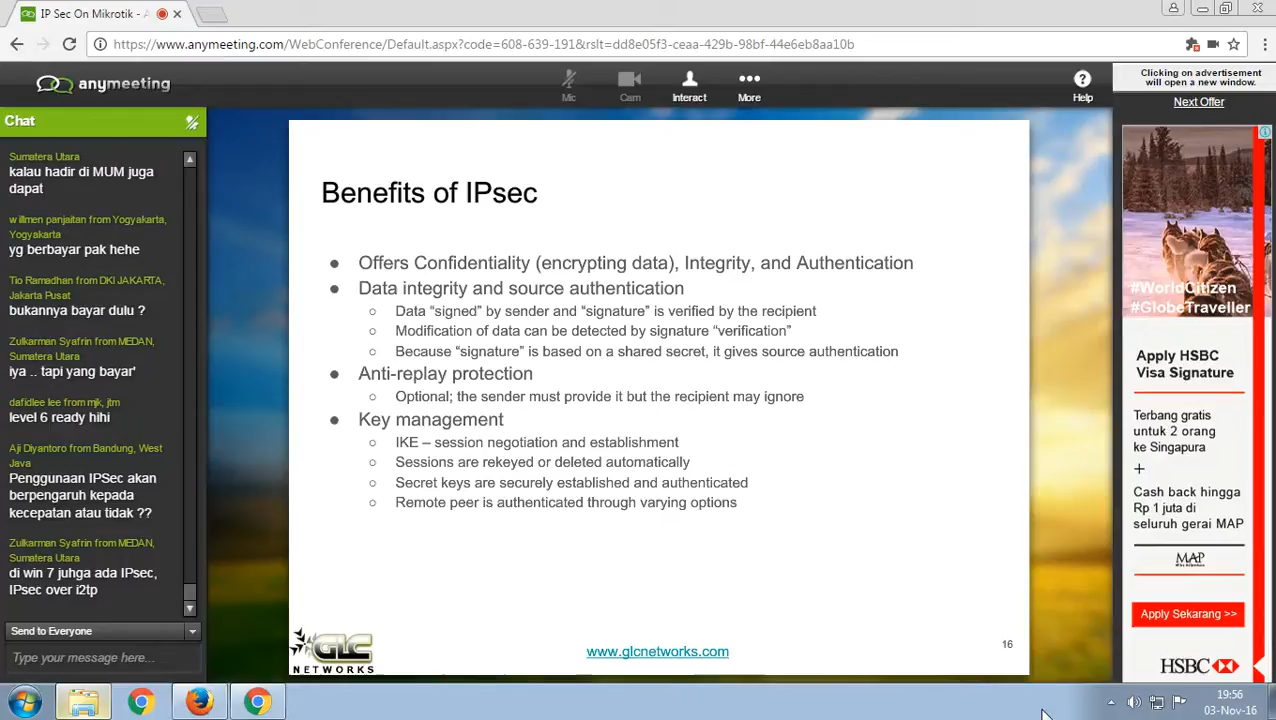 IP Sec On Mikrotik - A
https://www.anymeeting.com/WebConference/Default.aspx?code=608-639-191&rslt=dd8e05f3-ceaa-429b-98bf-44e6eb8aa10b
anymeeting
Mic
Cam
Interact
More
Help
Clicking on advertisement
will open a new window.
Next Offer
Chat
Sumatera Utara
kalau hadir di MUM juga
dapat
willmen panjaitan from Yogyakarta,
Yogyakarta
yg berbayar pak hehe
Tio Ramadhan from DKI JAKARTA,
Jakarta Pusat
bukannya bayar dulu ?
Zulkarman Syafrin from MEDAN,
Sumatera Utara
iya .. tapi yang bayar'
dafidlee lee from mjk, jtm
level 6 ready hihi
Aji Diyantoro from Bandung, West
Java
Penggunaan IPSec akan
berpengaruh kepada
kecepatan atau tidak ??
Zulkarman Syafrin from MEDAN,
Sumatera Utara
di win 7 juhga ada IPsec,
IPsec over i2tp
Send to Everyone
Type your message here...
Benefits of IPsec
● Offers Confidentiality (encrypting data), Integrity, and Authentication
● Data integrity and source authentication
○ Data “signed” by sender and “signature” is verified by the recipient
○ Modification of data can be detected by signature “verification”
○ Because “signature” is based on a shared secret, it gives source authentication
● Anti-replay protection
○ Optional; the sender must provide it but the recipient may ignore
● Key management
○ IKE – session negotiation and establishment
○ Sessions are rekeyed or deleted automatically
○ Secret keys are securely established and authenticated
○ Remote peer is authenticated through varying options
GLC
NETWORKS
www.glcnetworks.com
16
#WorldCitizen
#GlobeTraveller
Apply HSBC
Visa Signature
Terbang gratis
untuk 2 orang
ke Singapura
+
Cash back hingga
Rp 1 juta di
seluruh gerai MAP
MAP
Apply Sekarang >>
HSBC
19:56
03-Nov-16